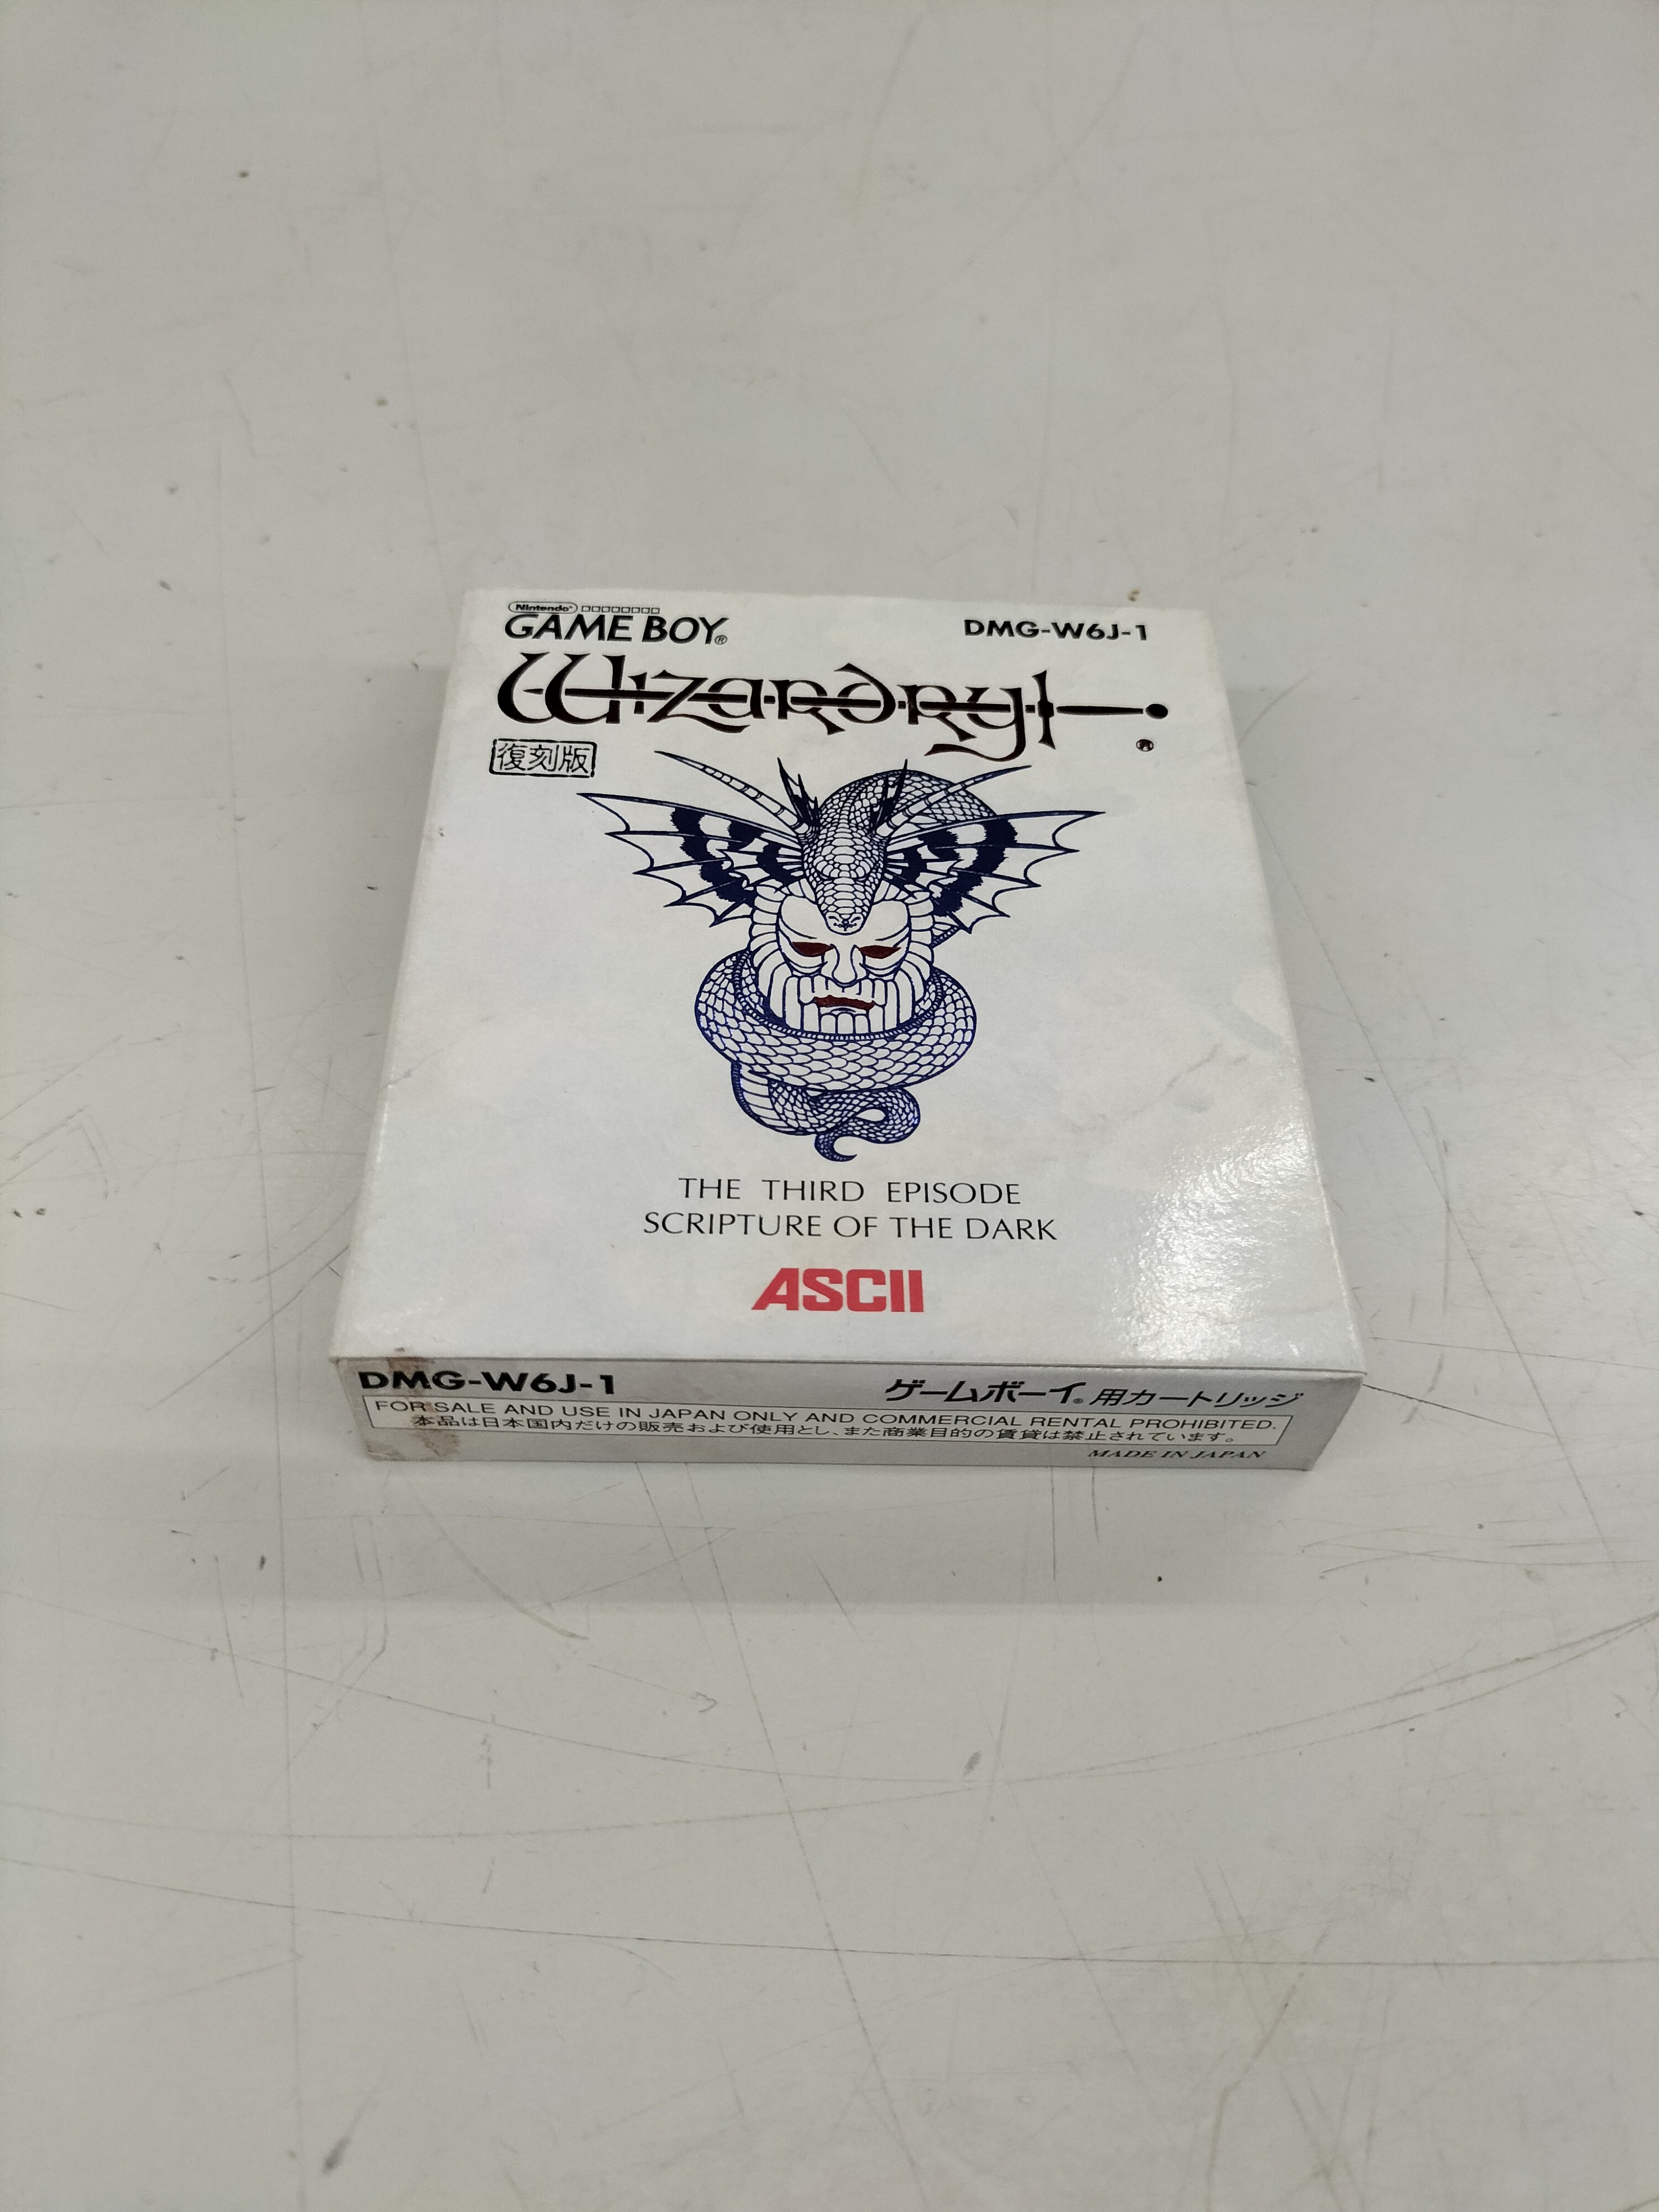 Nintendo
GAME BOY®
DMG-W6J-1
Wizardry
®
復刻版
THE THIRD EPISODE
SCRIPTURE OF THE DARK
ASCII
DMG-W6J-1
ゲームボーイ® 用カートリッジ
FOR SALE AND USE IN JAPAN ONLY AND COMMERCIAL RENTAL PROHIBITED.
本品は日本国内だけの販売および使用とし、また商業目的の賃貸は禁止されています。
MADE IN JAPAN